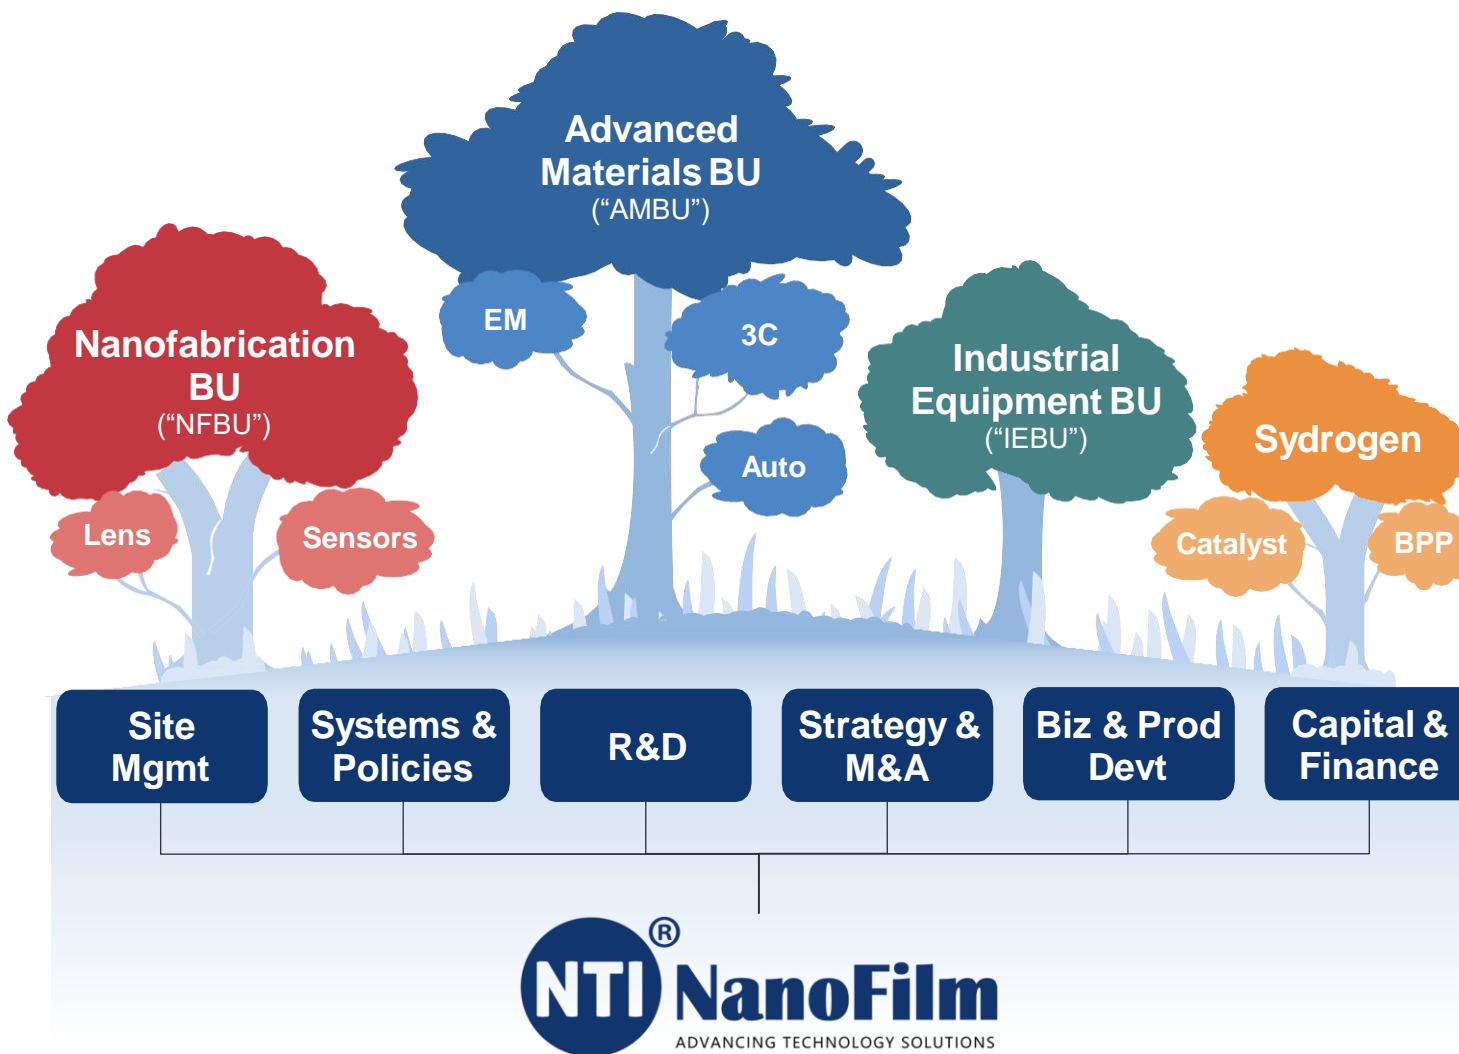 Advanced
Materials BU
(“AMBU”)
EM
3C
Auto
Nanofabrication
BU
(“NFBU”)
Lens
Sensors
Industrial
Equipment BU
(“IEBU”)
Sydrogen
Catalyst
BPP
Site
Mgmt
Systems &
Policies
R&D
Strategy &
M&A
Biz & Prod
Devt
Capital &
Finance
NTI®
NanoFilm
ADVANCING TECHNOLOGY SOLUTIONS